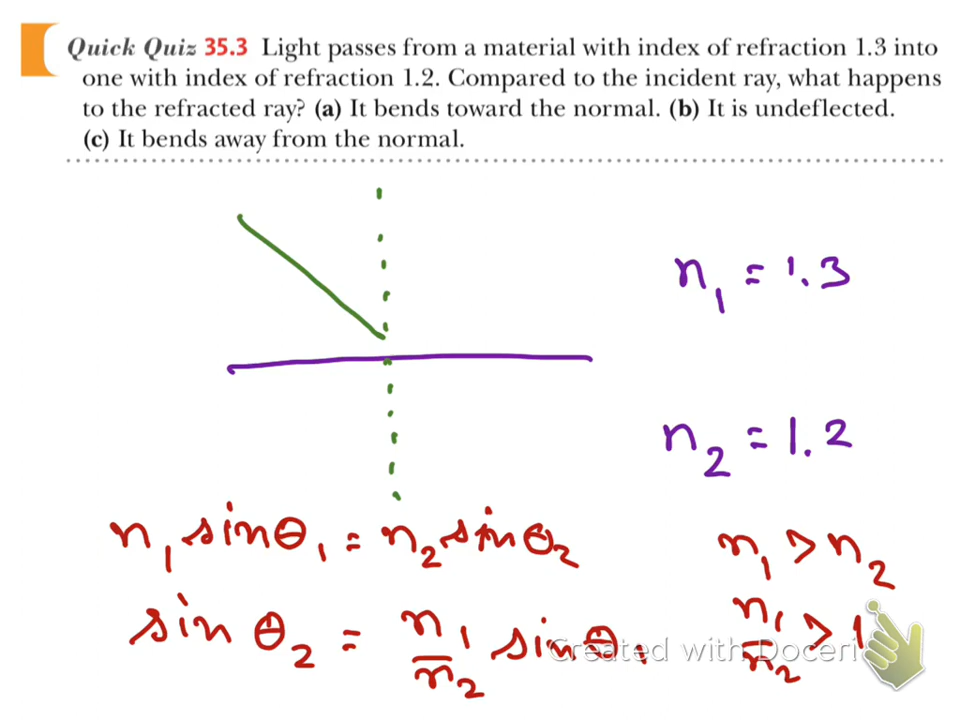 Quick Quiz 35.3 Light passes from a material with index of refraction 1.3 into
one with index of refraction 1.2. Compared to the incident ray, what happens
to the refracted ray? (a) It bends toward the normal. (b) It is undeflected.
(c) It bends away from the normal.
n₁ = 1.3
n₂ = 1.2
n₁ sinθ₁ = n₂ sinθ₂
n₁ > n₂
sin θ₂ = n₁/n₂ sinθ₁
n₁/n₂ > 1
Created with Doceri